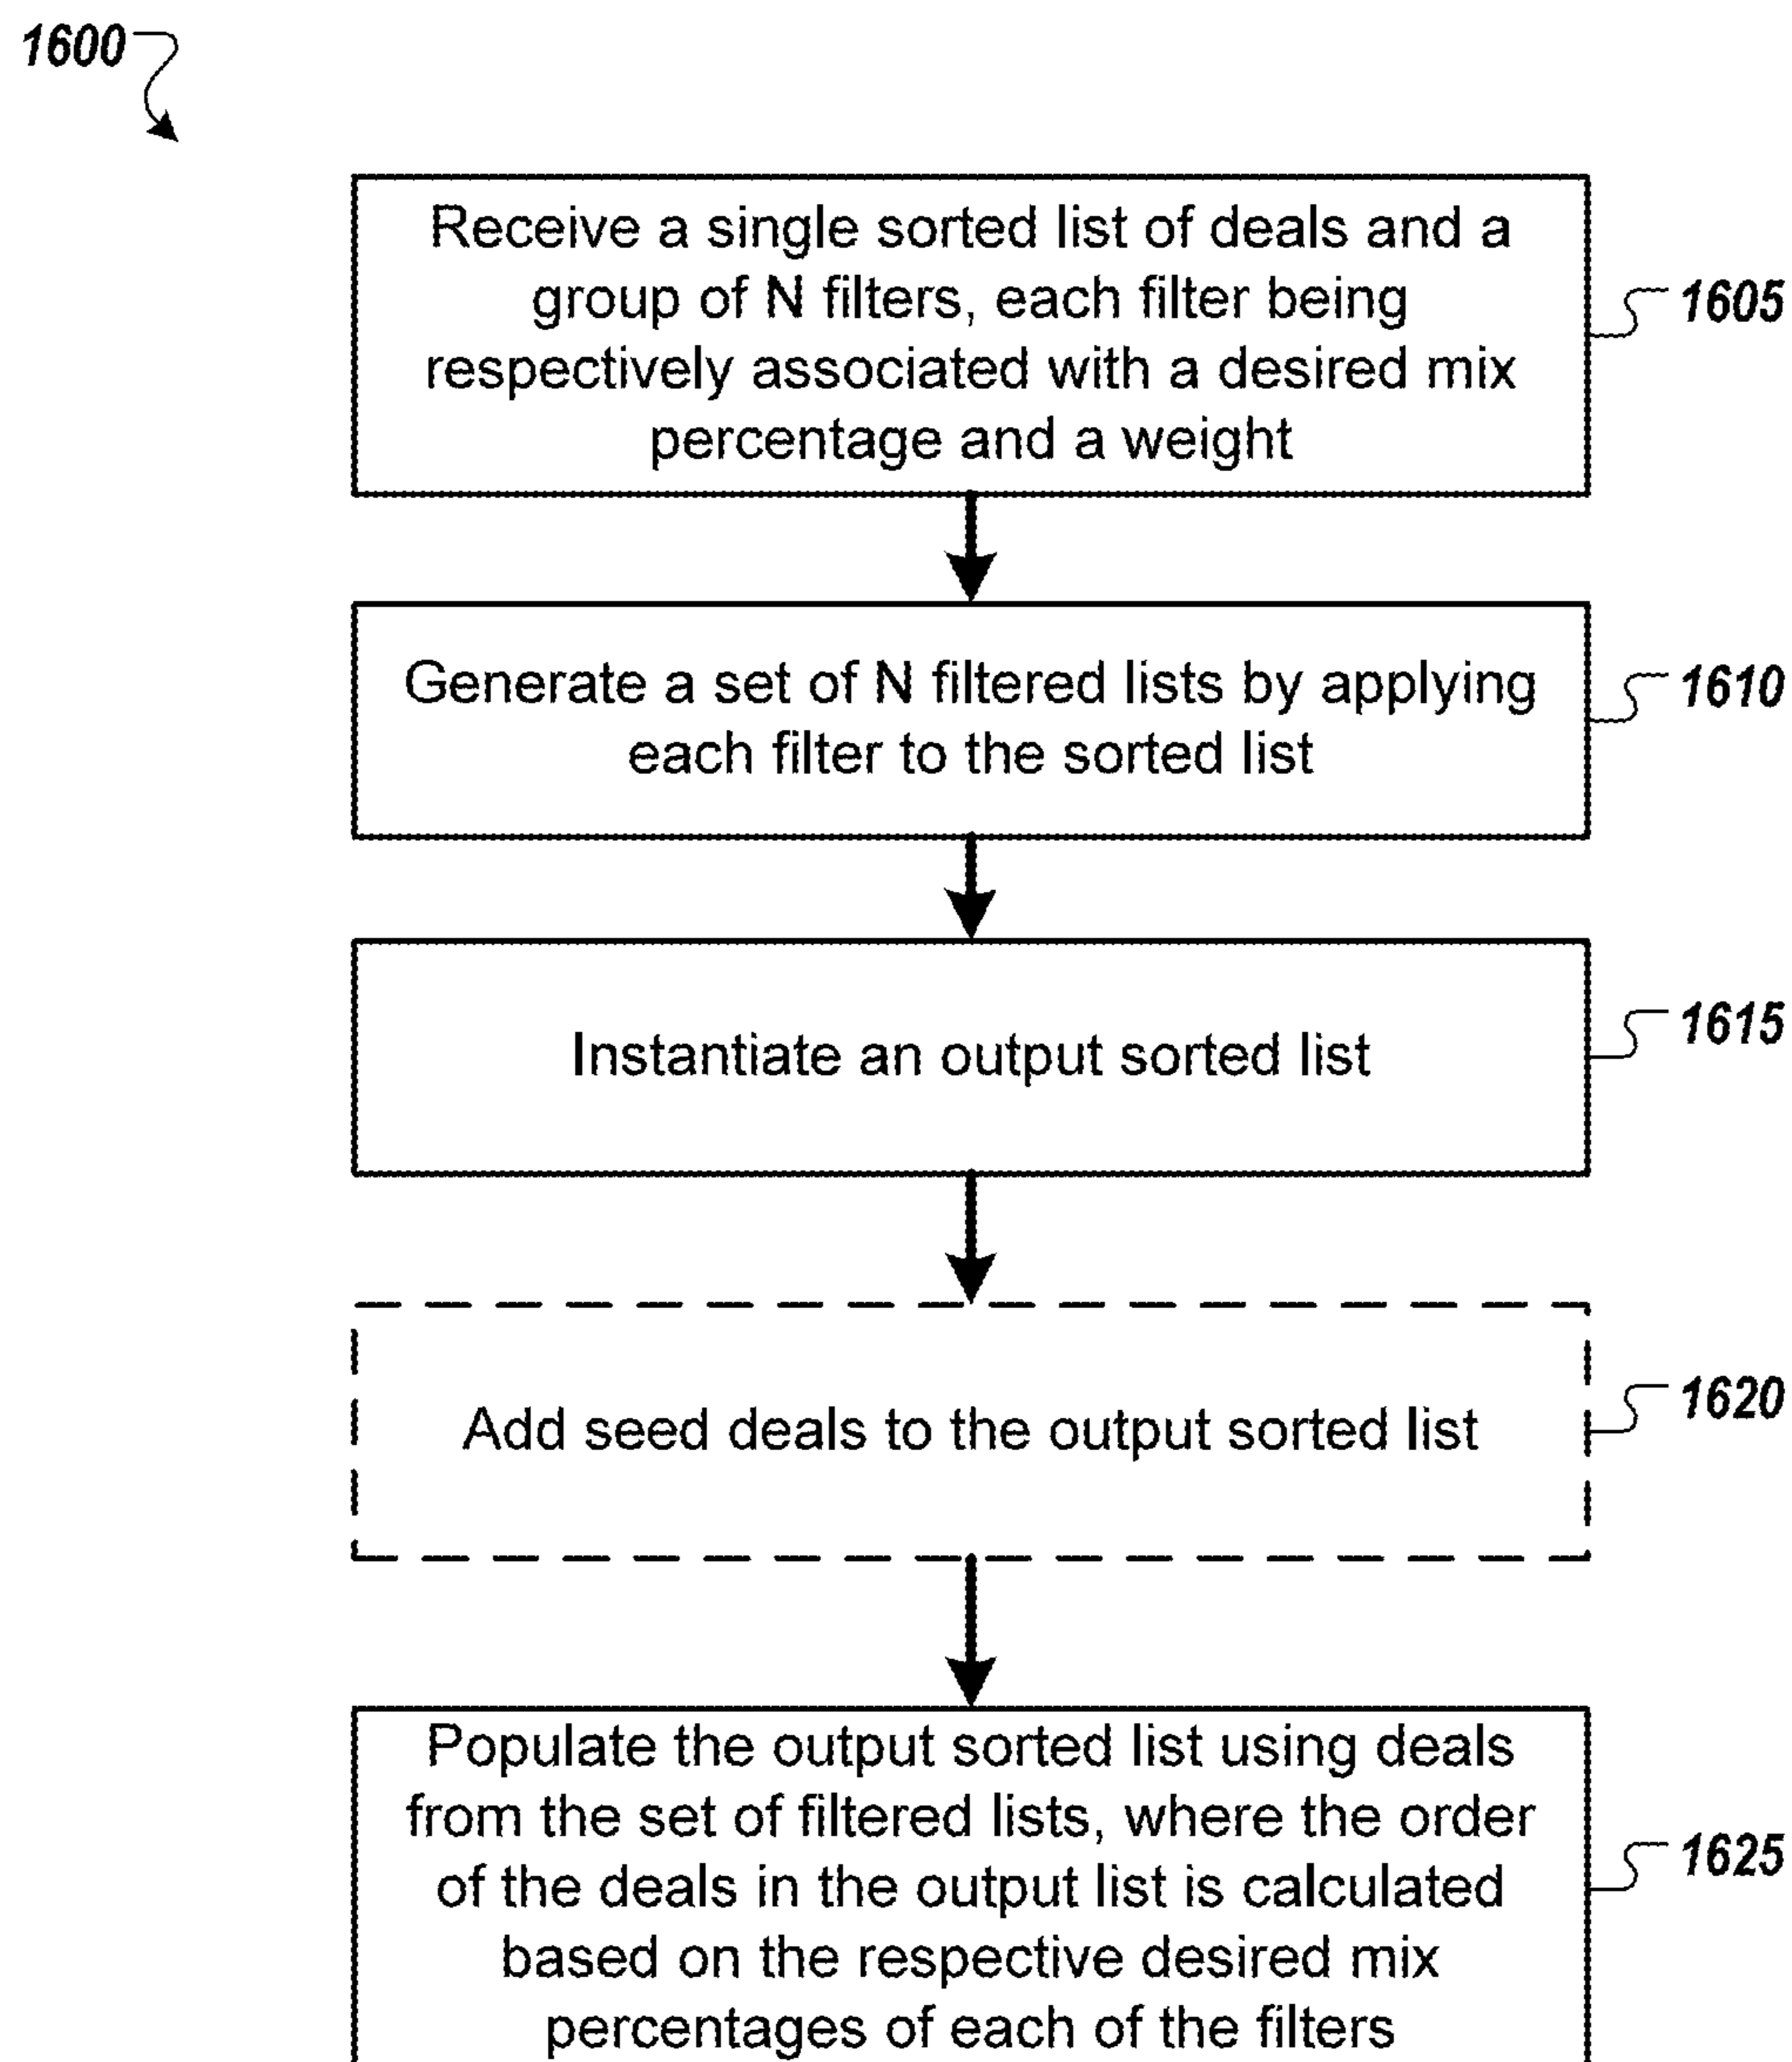 1600
Receive a single sorted list of deals and a
group of N filters, each filter being
respectively associated with a desired mix
percentage and a weight
1605
Generate a set of N filtered lists by applying
each filter to the sorted list
1610
Instantiate an output sorted list
1615
Add seed deals to the output sorted list
1620
Populate the output sorted list using deals
from the set of filtered lists, where the order
of the deals in the output list is calculated
based on the respective desired mix
percentages of each of the filters
1625